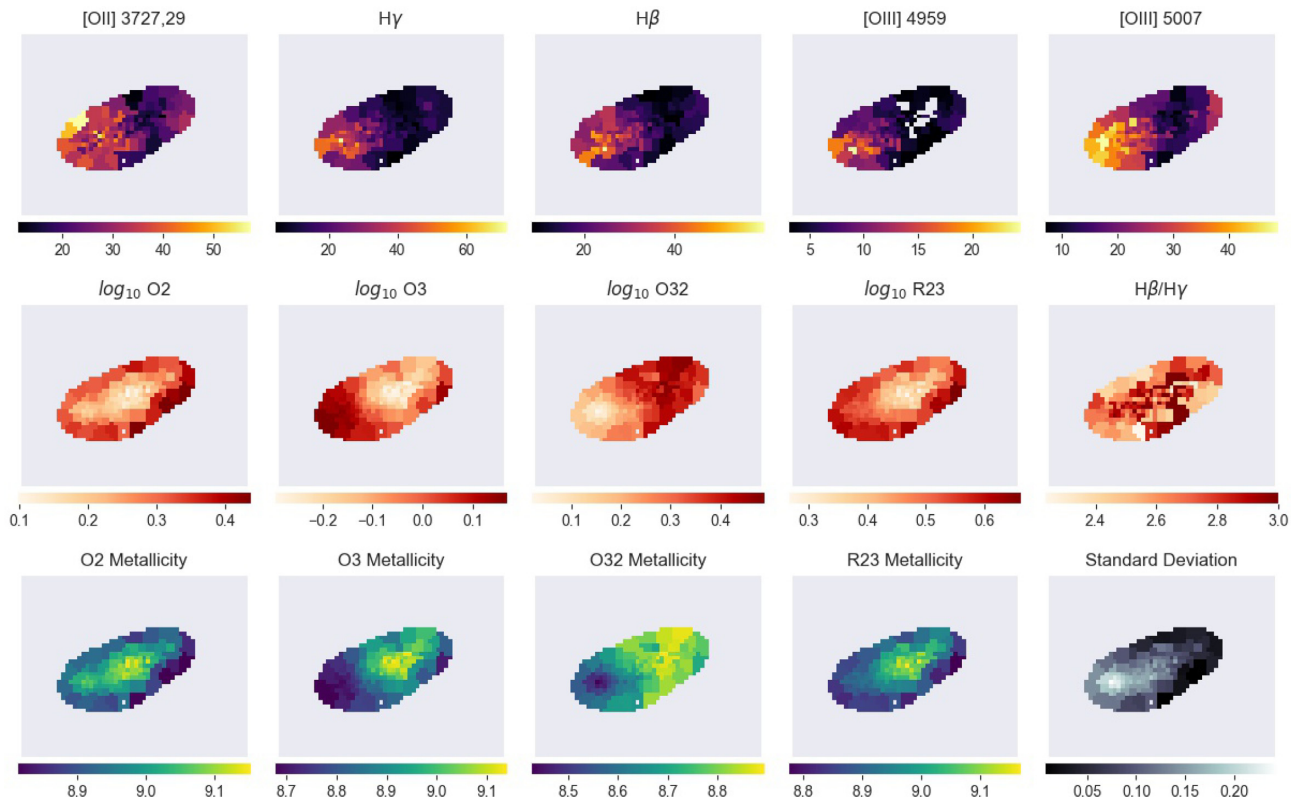 [OII] 3727,29 Hγ Hβ [OIII] 4959 [OIII] 5007
20 30 40 50 20 40 60 20 40 5 10 15 20 10 20 30 40
log10 O2 log10 O3 log10 O32 log10 R23 Hβ/Hγ
0.1 0.2 0.3 0.4 −0.2 −0.1 0.0 0.1 0.1 0.2 0.3 0.4 0.3 0.4 0.5 0.6 2.4 2.6 2.8 3.0
O2 Metallicity O3 Metallicity O32 Metallicity R23 Metallicity Standard Deviation
8.9 9.0 9.1 8.7 8.8 8.9 9.0 9.1 8.5 8.6 8.7 8.8 8.8 8.9 9.0 9.1 0.05 0.10 0.15 0.20